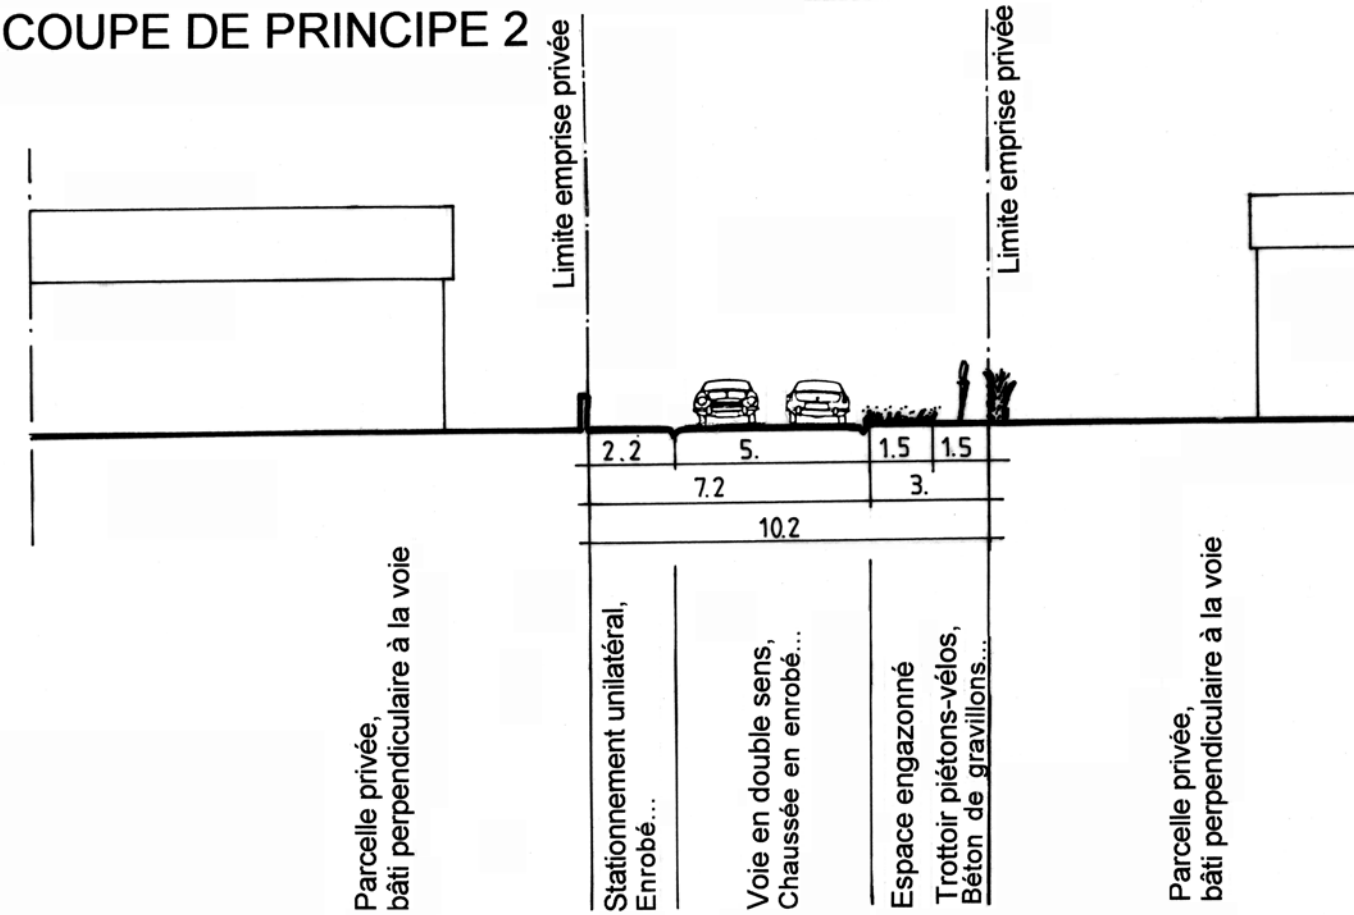 COUPE DE PRINCIPE 2
Limite emprise privée
Limite emprise privée
2.2
5.
1.5
1.5
7.2
3.
10.2
Parcelle privée,
bâti perpendiculaire à la voie
Stationnement unilatéral,
Enrobé...
Voie en double sens,
Chaussée en enrobé...
Espace engazonné
Trottoir piétons-vélos,
Béton de gravillons...
Parcelle privée,
bâti perpendiculaire à la voie